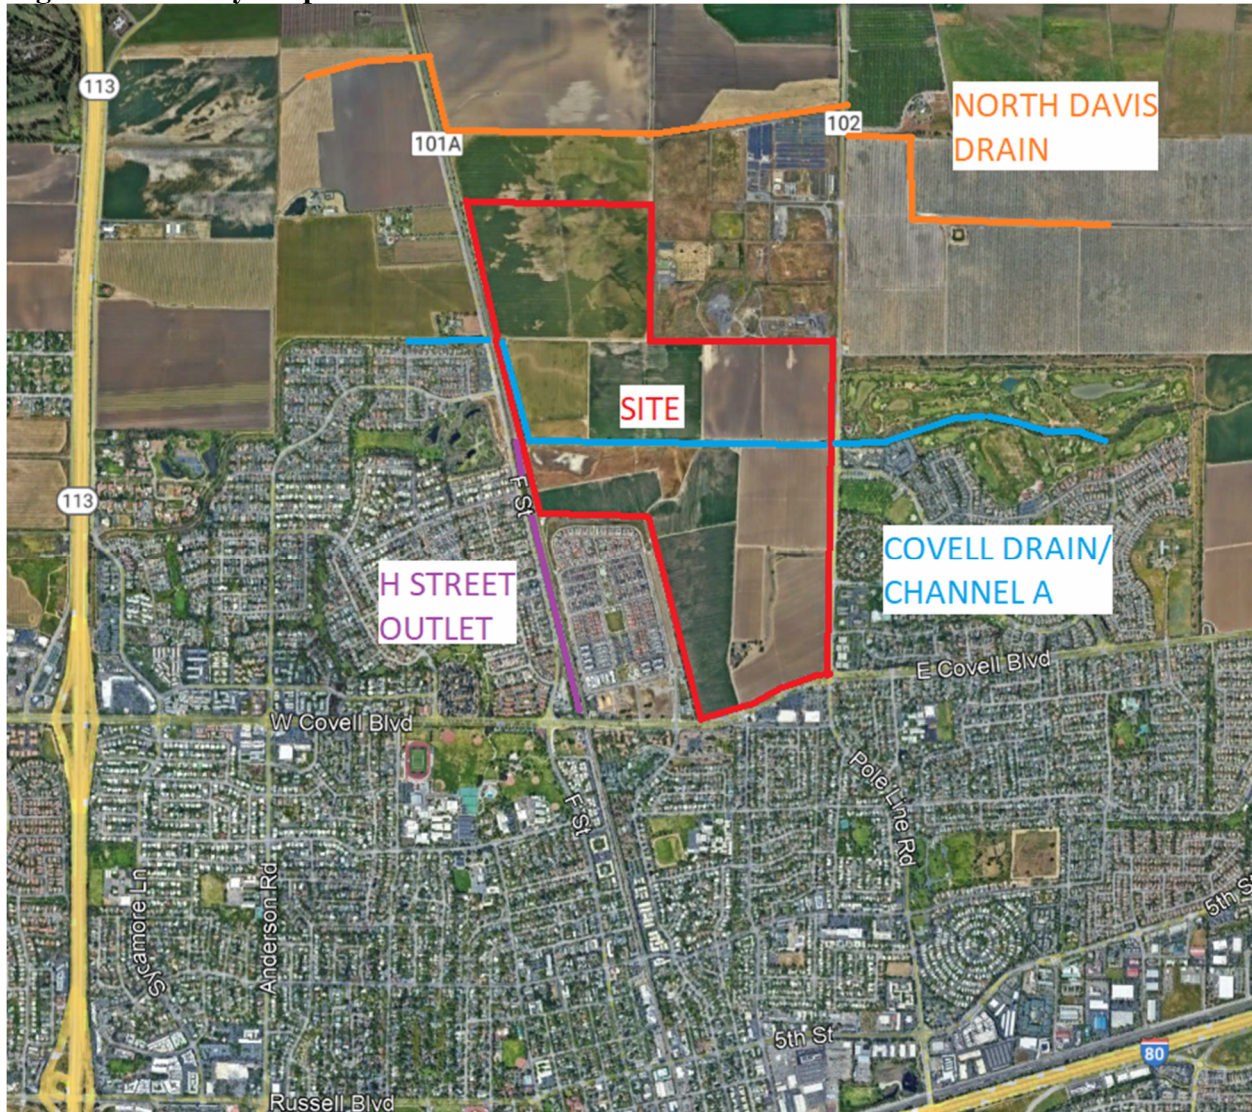 113
101A
102
NORTH DAVIS
DRAIN
SITE
113
F St
H STREET
OUTLET
COVELL DRAIN/
CHANNEL A
E Covell Blvd
W Covell Blvd
Pole Line Rd
F St
Sycamore Ln
Anderson Rd
5th St
5th St
80
Russell Blvd